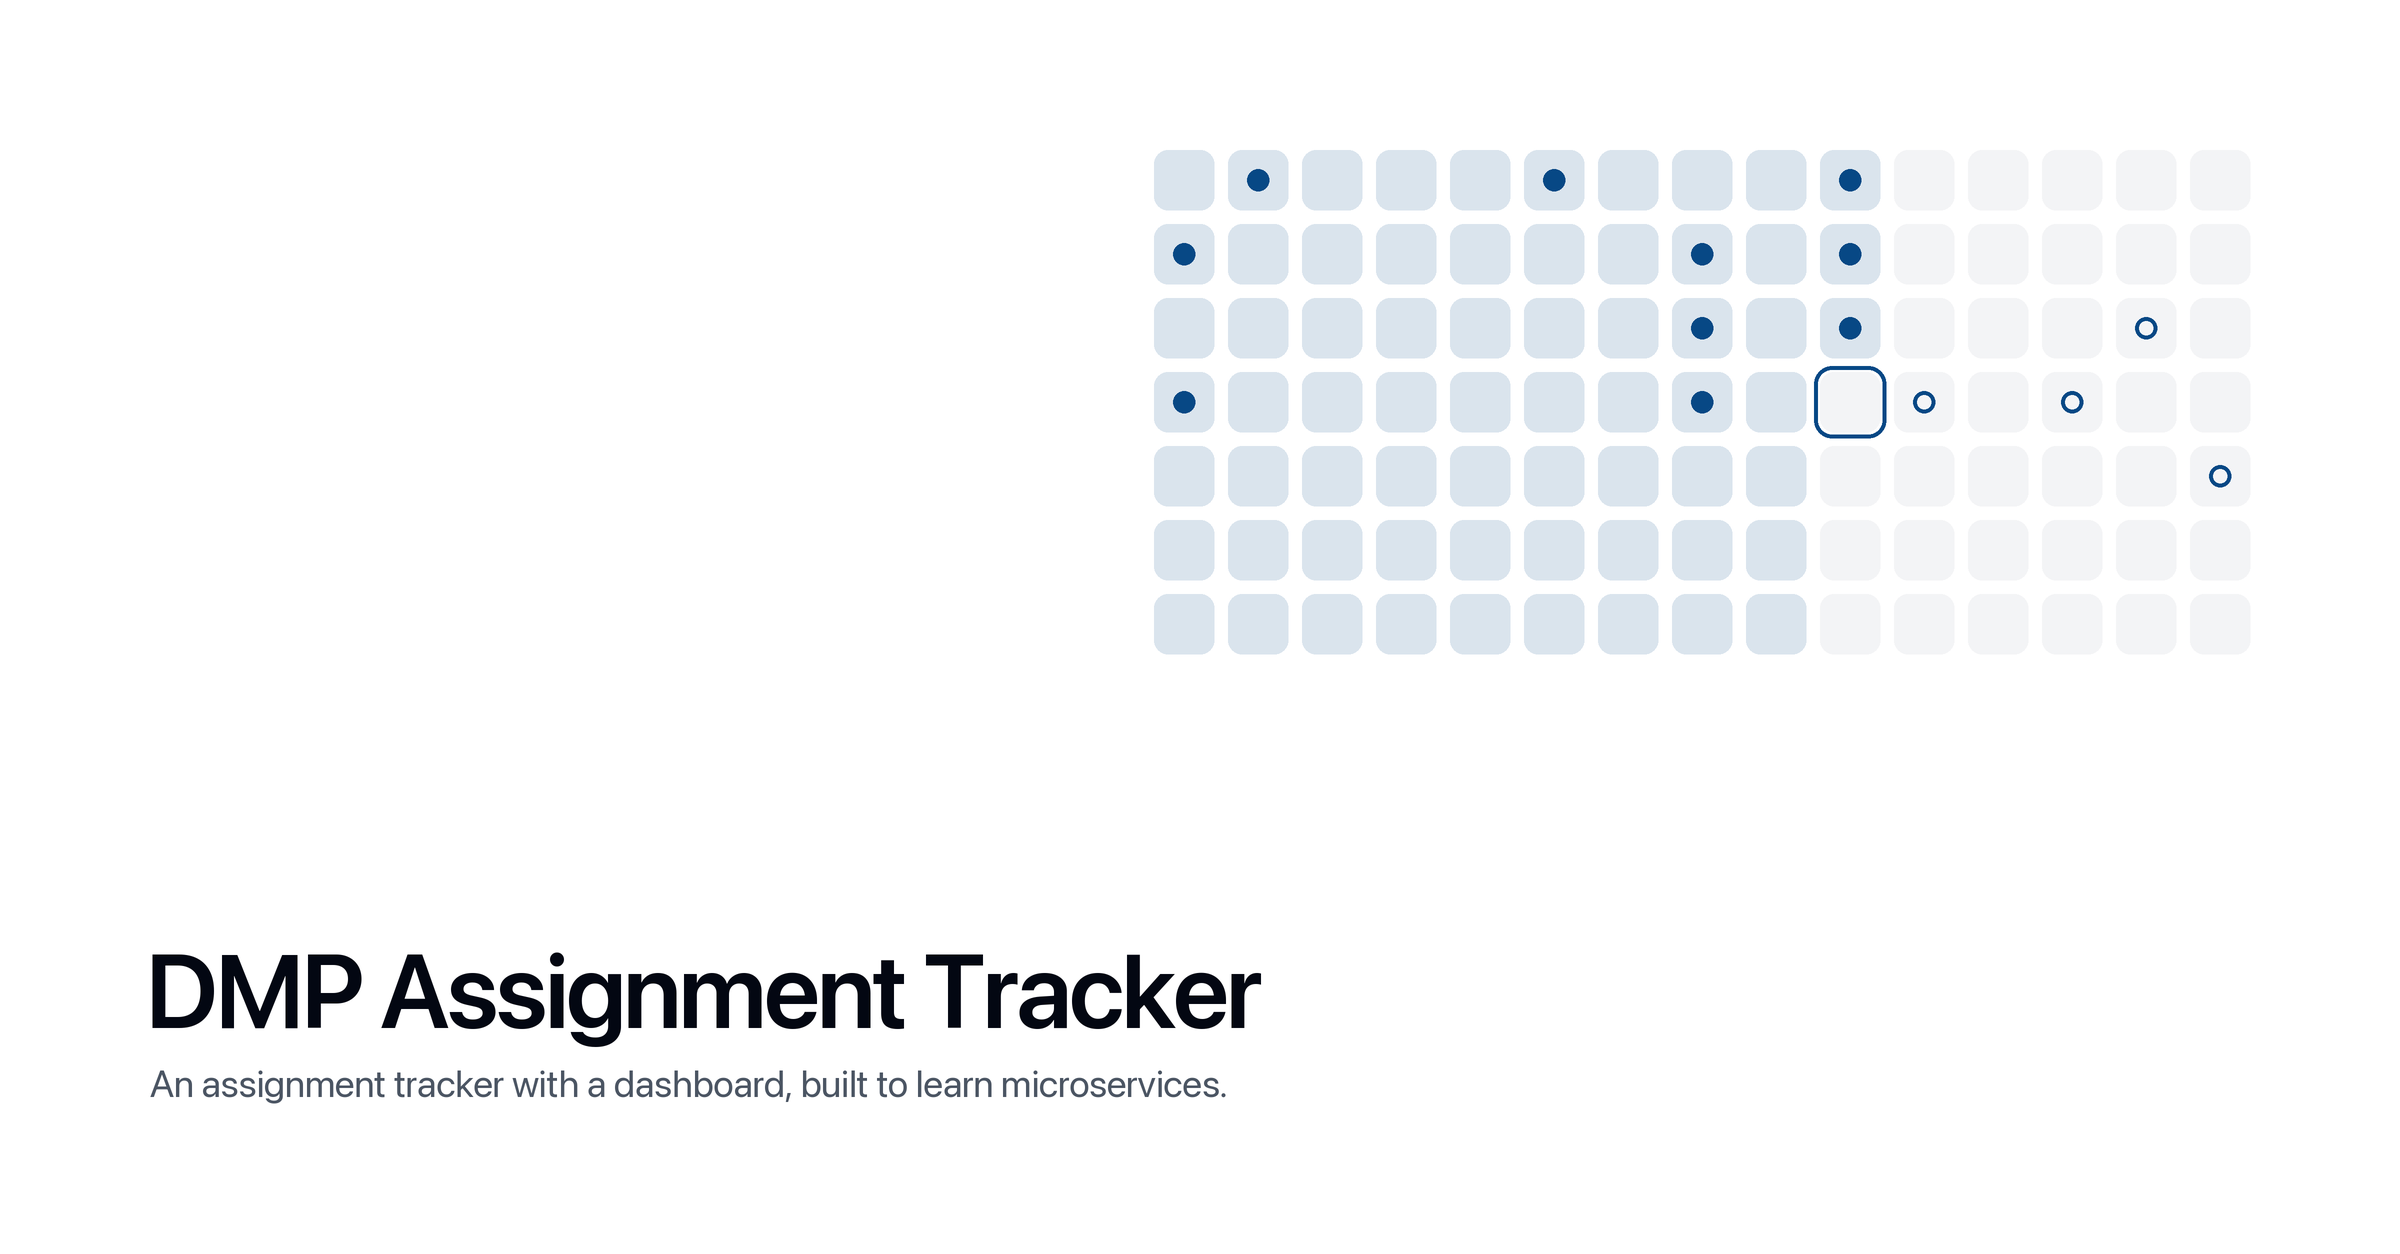 DMP Assignment Tracker
An assignment tracker with a dashboard, built to learn microservices.